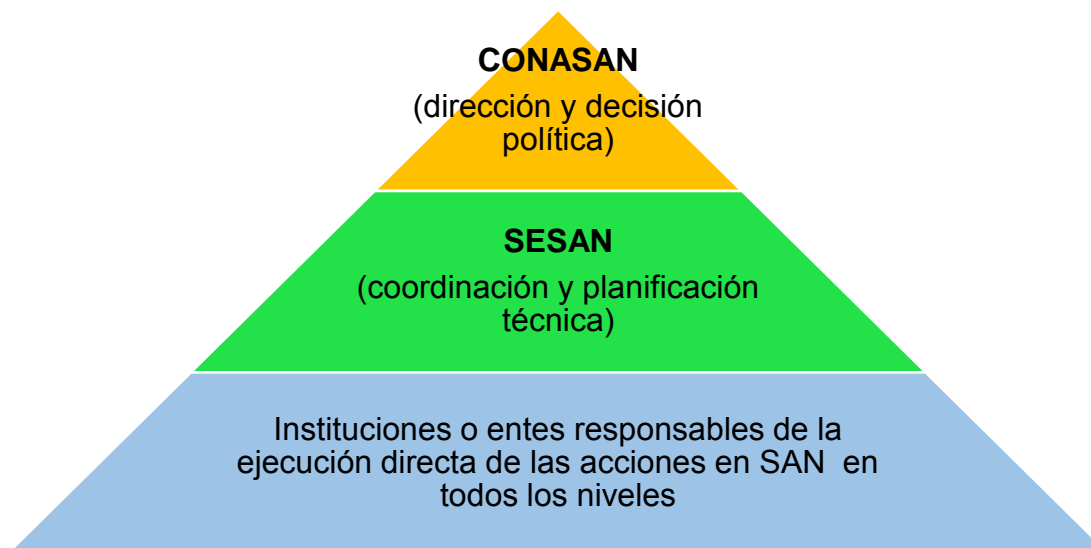 CONASAN
(dirección y decisión
política)
SESAN
(coordinación y planificación
técnica)
Instituciones o entes responsables de la
ejecución directa de las acciones en SAN en
todos los niveles